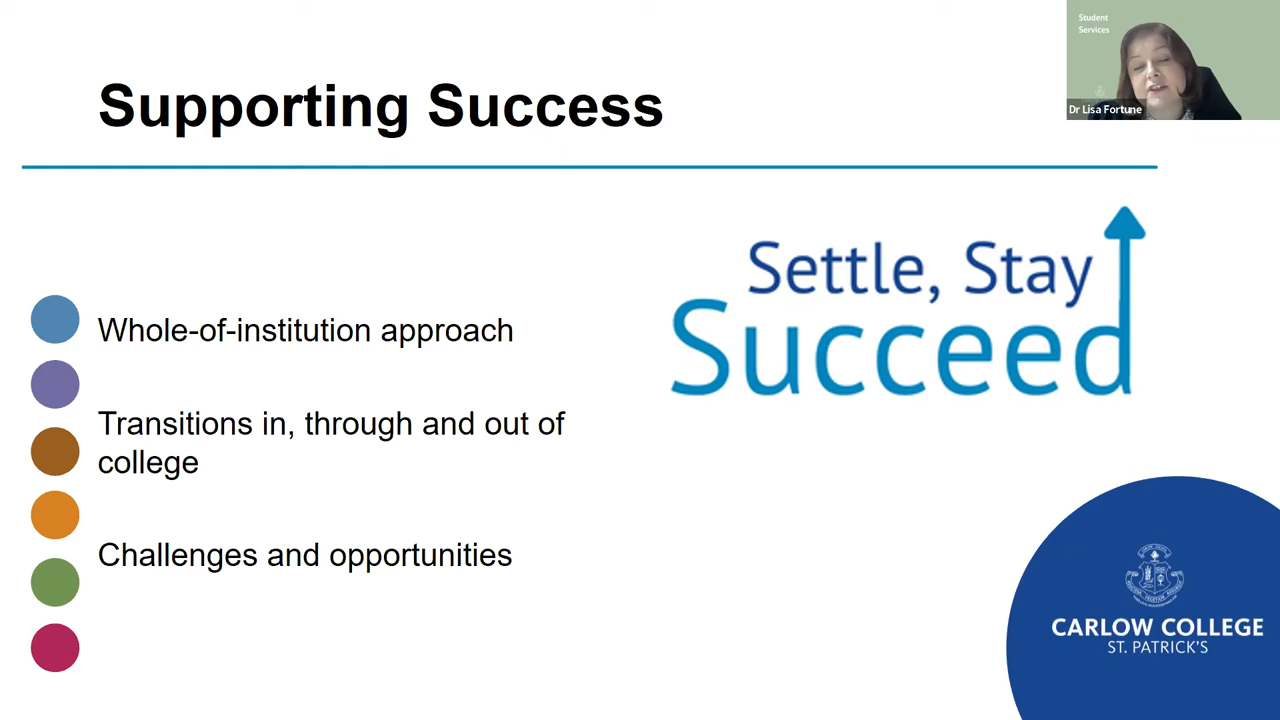 Supporting Success
Student
Services
Dr Lisa Fortune
Settle, Stay
Succeed
Whole-of-institution approach
Transitions in, through and out of
college
Challenges and opportunities
CARLOW COLLEGE
ST. PATRICK'S